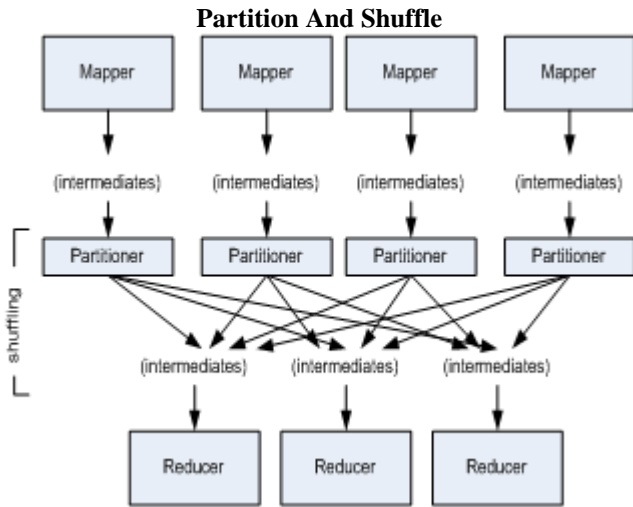 Partition And Shuffle
Mapper Mapper Mapper Mapper
(intermediates) (intermediates) (intermediates) (intermediates)
Partitioner Partitioner Partitioner Partitioner
shuffling
(intermediates) (intermediates) (intermediates)
Reducer Reducer Reducer